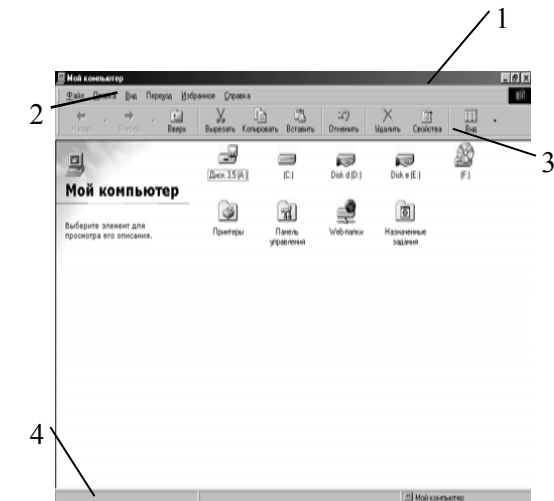 1
Мой компьютер
2
Файл Правка Вид Переход Избранное Справка
Назад Вперед Вверх Вырезать Копировать Вставить Отменить Удалить Свойства Вид
3
Диск 3,5 (A:) (C:) Disk d (D:) Disk e (E:) (F:)
Мой компьютер
Выберите элемент для
просмотра его описания.
Принтеры Панель управления Web-папки Назначенные задания
4
Мой компьютер